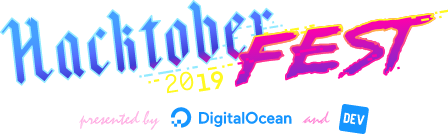 Hacktober
FEST
2019
presented by DigitalOcean and DEV